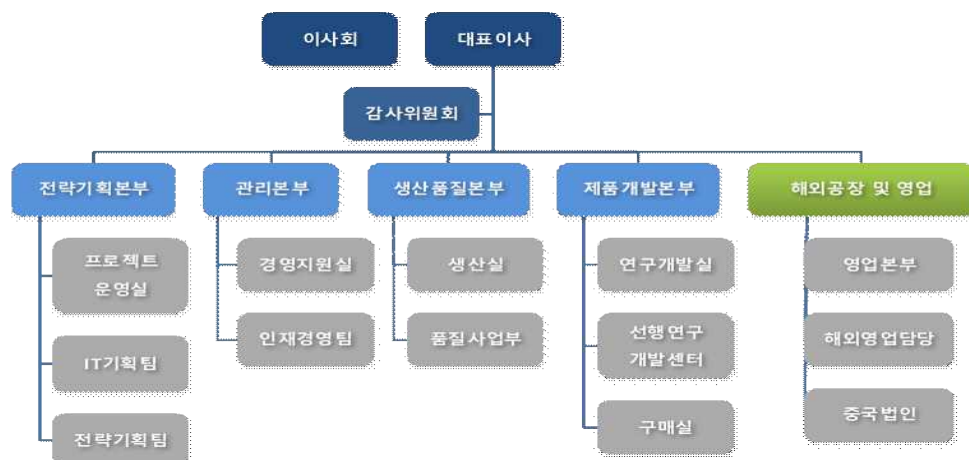 이사회
대표이사
감사위원회
전략기획본부
관리본부
생산품질본부
제품개발본부
해외공장 및 영업
프로젝트
운영실
경영지원실
생산실
연구개발실
영업본부
IT기획팀
인재경영팀
품질사업부
선행연구
개발센터
해외영업담당
전략기획팀
구매실
중국법인